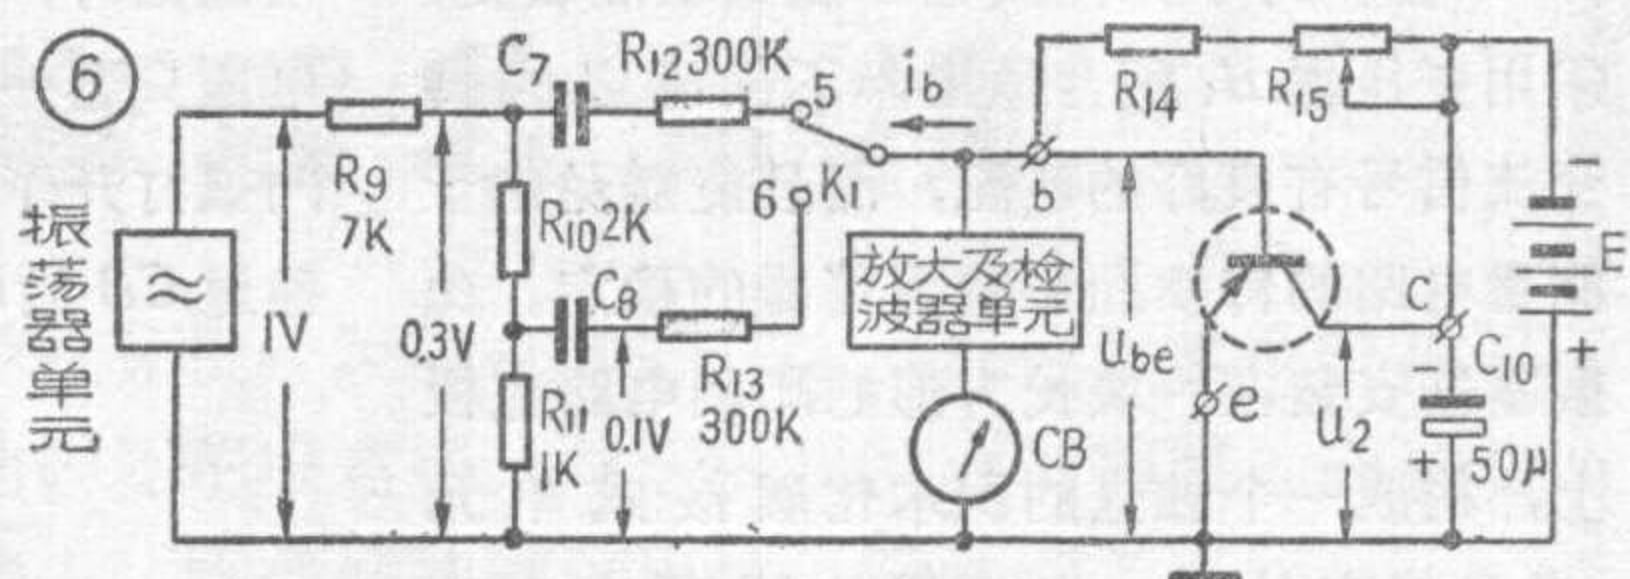 ⑥
振荡器单元
≈
1V
R9
7K
0.3V
C7
R12 300K
5
R10 2K
C8
6
K1
R11
1K
0.1V
R13
300K
ib
b
放大及检
波器单元
CB
Ube
R14
R15
e
U2
C
-
E
+
-
C10
+
50μ